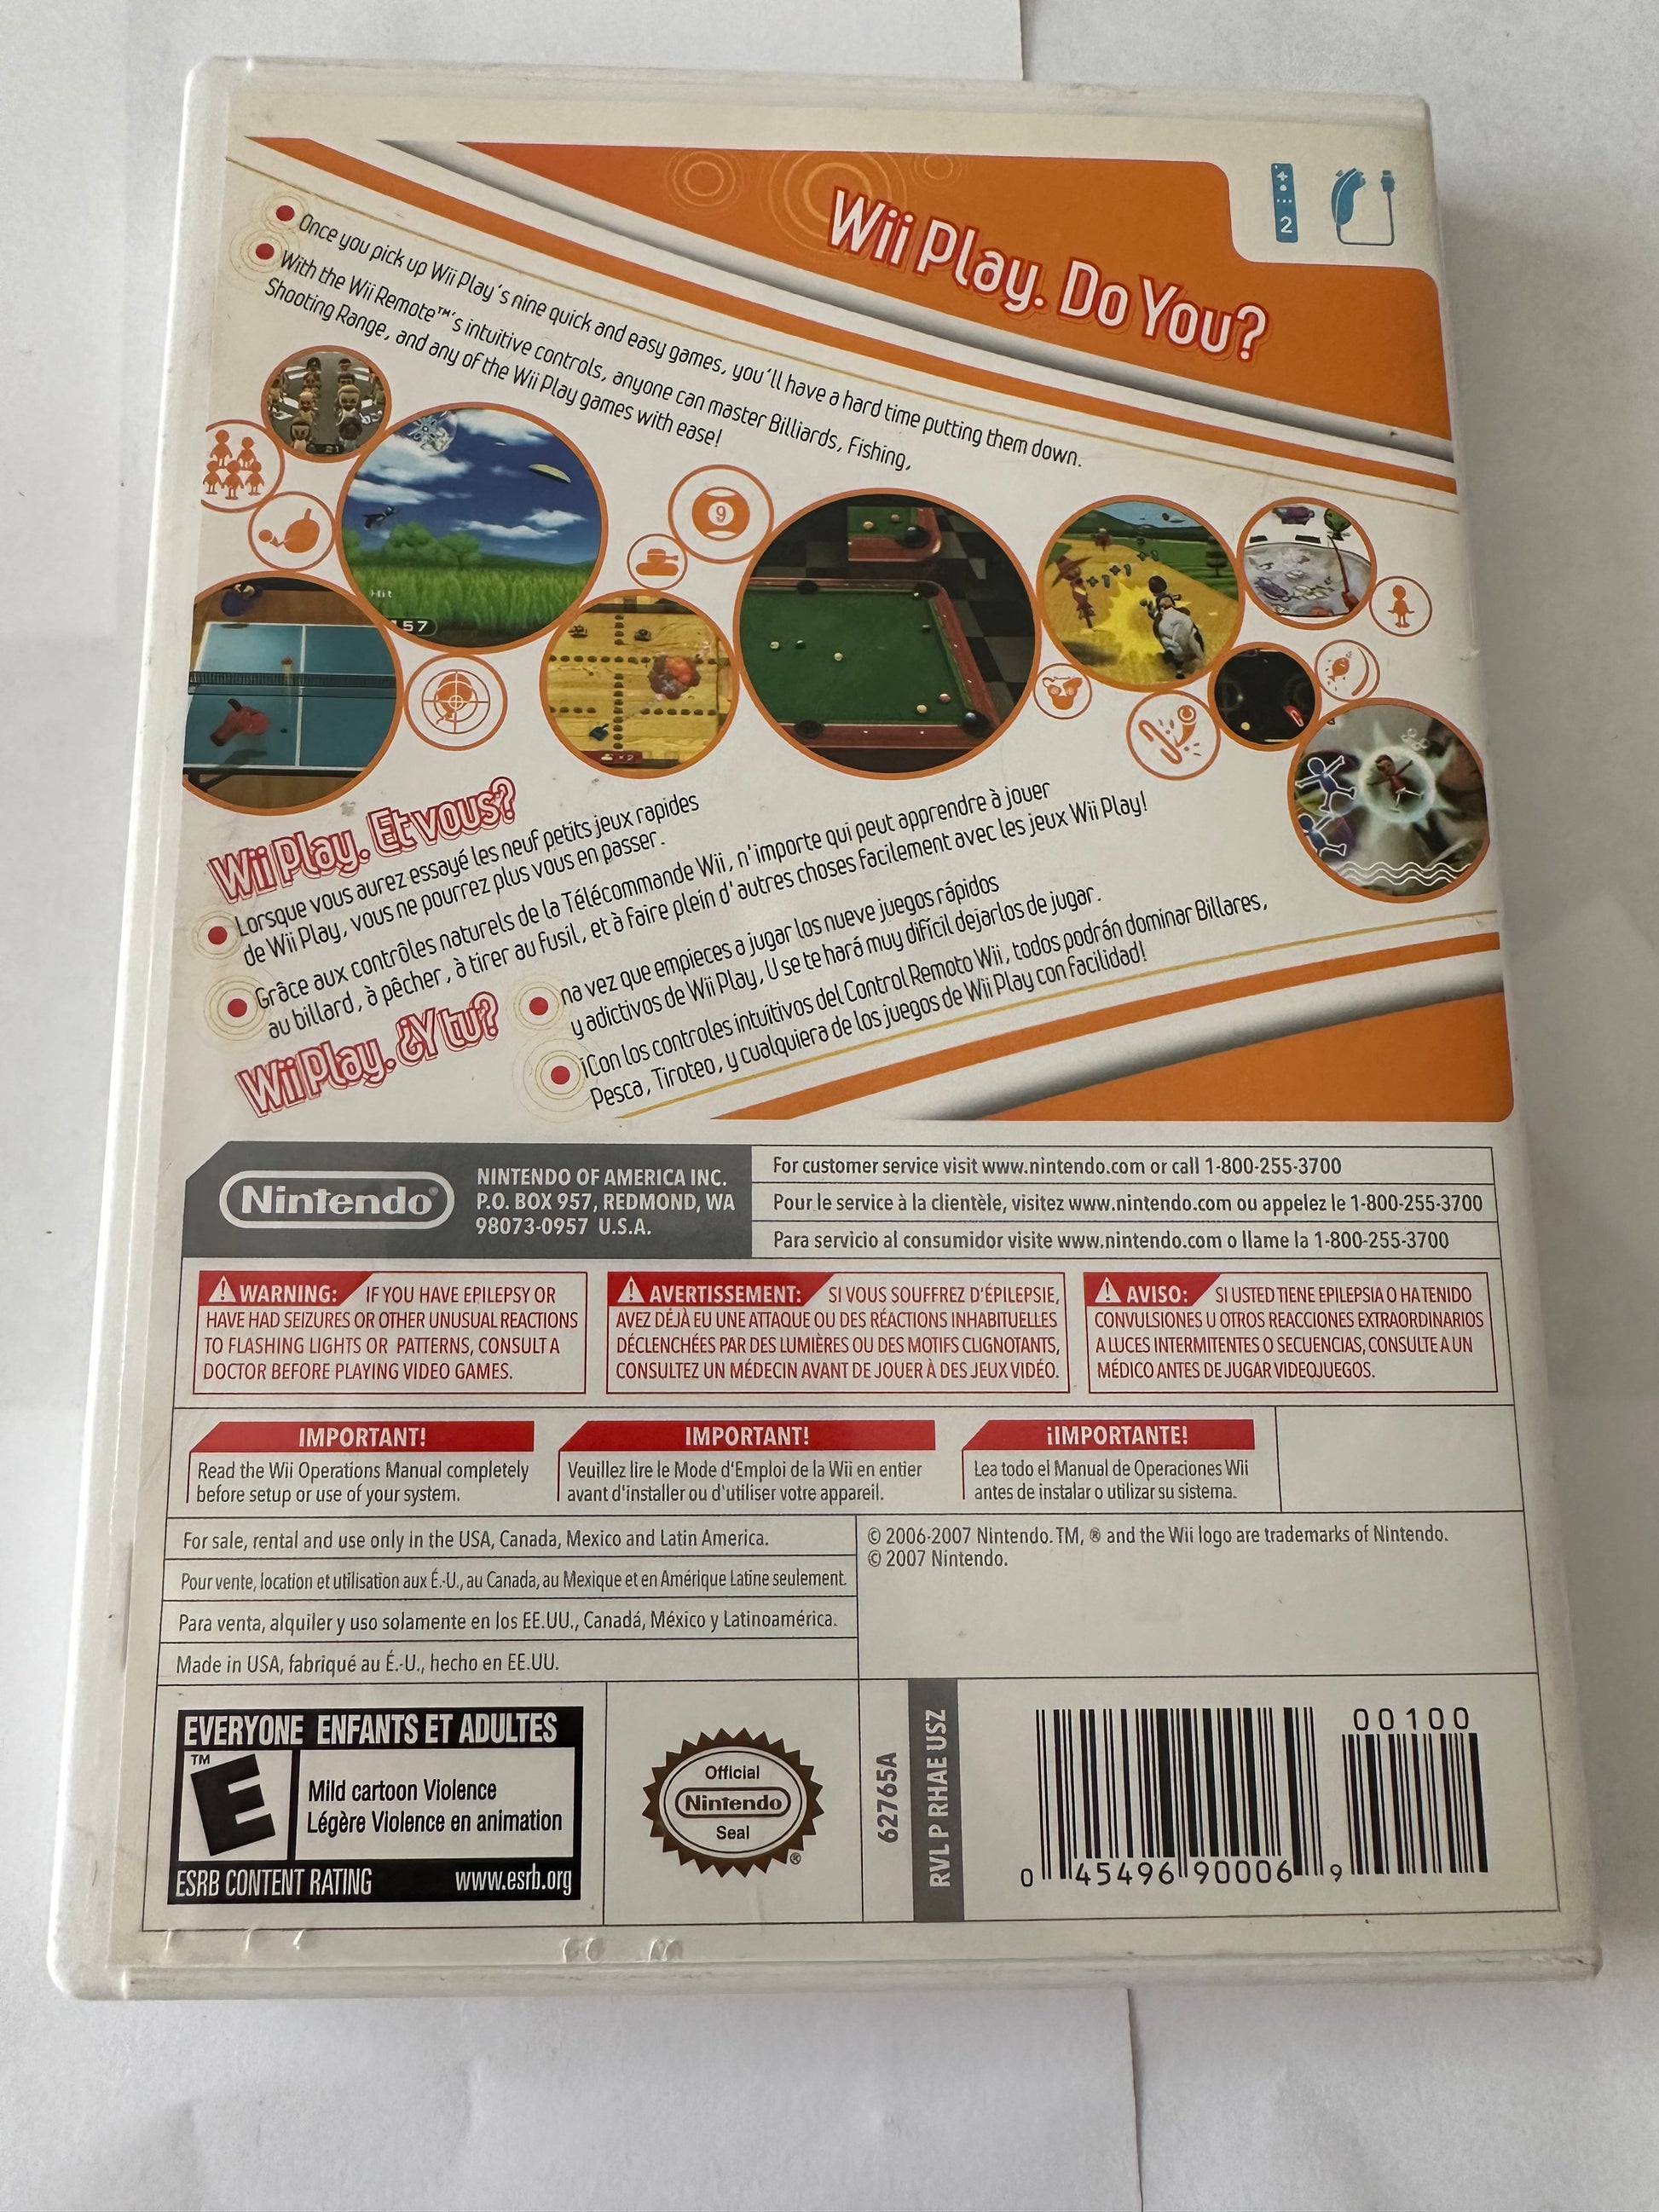 Wii Play. Do You?
2
Once you pick up Wii Play's nine quick and easy games, you'll have a hard time putting them down.
With the Wii Remote™'s intuitive controls, anyone can master Billiards, Fishing,
Shooting Range, and any of the Wii Play games with ease!
21
9
Hit
57
+1 +1
×2
Wii Play. Et vous?
Lorsque vous aurez essayé les neuf petits jeux rapides
de Wii Play, vous ne pourrez plus vous en passer.
Grâce aux contrôles naturels de la Télécommande Wii, n'importe qui peut apprendre à jouer
au billard, à pêcher, à tirer au fusil, et à faire plein d'autres choses facilement avec les jeux Wii Play!
Wii Play. ¿Y tu?
na vez que empieces a jugar los nueve juegos rápidos
y adictivos de Wii Play, U se te hará muy difícil dejarlos de jugar.
¡Con los controles intuitivos del Control Remoto Wii, todos podrán dominar Billares,
Pesca, Tiroteo, y cualquiera de los juegos de Wii Play con facilidad!
Nintendo®
NINTENDO OF AMERICA INC.
P.O. BOX 957, REDMOND, WA
98073-0957 U.S.A.
For customer service visit www.nintendo.com or call 1-800-255-3700
Pour le service à la clientèle, visitez www.nintendo.com ou appelez le 1-800-255-3700
Para servicio al consumidor visite www.nintendo.com o llame la 1-800-255-3700
WARNING: IF YOU HAVE EPILEPSY OR
HAVE HAD SEIZURES OR OTHER UNUSUAL REACTIONS
TO FLASHING LIGHTS OR PATTERNS, CONSULT A
DOCTOR BEFORE PLAYING VIDEO GAMES.
AVERTISSEMENT: SI VOUS SOUFFREZ D'ÉPILEPSIE,
AVEZ DÉJÀ EU UNE ATTAQUE OU DES RÉACTIONS INHABITUELLES
DÉCLENCHÉES PAR DES LUMIÈRES OU DES MOTIFS CLIGNOTANTS,
CONSULTEZ UN MÉDECIN AVANT DE JOUER À DES JEUX VIDÉO.
AVISO: SI USTED TIENE EPILEPSIA O HA TENIDO
CONVULSIONES U OTROS REACCIONES EXTRAORDINARIOS
A LUCES INTERMITENTES O SECUENCIAS, CONSULTE A UN
MÉDICO ANTES DE JUGAR VIDEOJUEGOS.
IMPORTANT!
Read the Wii Operations Manual completely
before setup or use of your system.
IMPORTANT!
Veuillez lire le Mode d'Emploi de la Wii en entier
avant d'installer ou d'utiliser votre appareil.
¡IMPORTANTE!
Lea todo el Manual de Operaciones Wii
antes de instalar o utilizar su sistema.
For sale, rental and use only in the USA, Canada, Mexico and Latin America.
Pour vente, location et utilisation aux É.-U., au Canada, au Mexique et en Amérique Latine seulement.
Para venta, alquiler y uso solamente en los EE.UU., Canadá, México y Latinoamérica.
Made in USA, fabriqué au É.-U., hecho en EE.UU.
© 2006-2007 Nintendo. TM, ® and the Wii logo are trademarks of Nintendo.
© 2007 Nintendo.
EVERYONE ENFANTS ET ADULTES
TM
E
Mild cartoon Violence
Légère Violence en animation
ESRB CONTENT RATING www.esrb.org
Official
Nintendo
Seal
®
62765A
RVL P RHAE USZ
00100
0 45496 90006 9